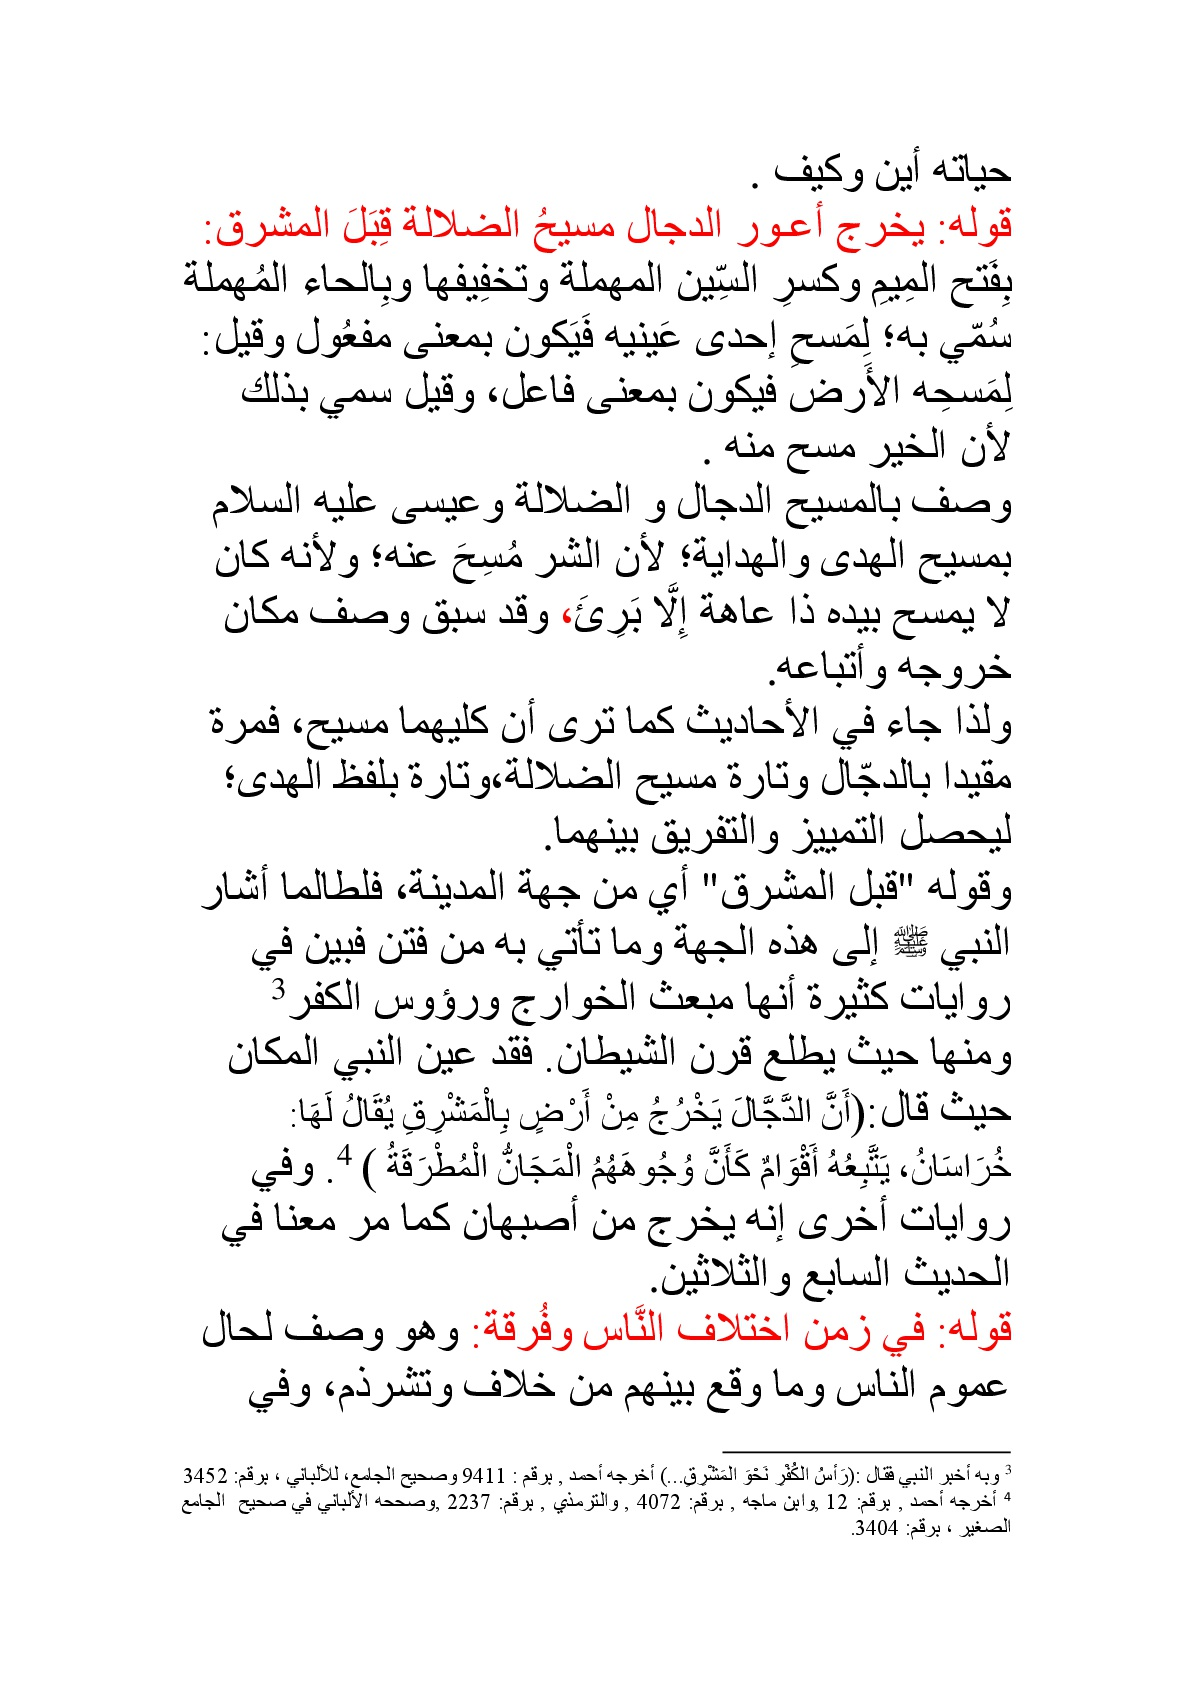 حياته أين وكيف .
قوله: يخرج أعور الدجال مسيحُ الضلالة قِبَلَ المشرق:
بِفَتح المِيمِ وكسرِ السِّين المهملة وتخفِيفها وبِالحاء المُهملة
سُمّي به؛ لِمَسحِ إحدى عَينيه فَيَكون بمعنى مفعُول وقيل:
لِمَسحِه الأَرض فيكون بمعنى فاعل، وقيل سمي بذلك
لأن الخير مسح منه .
وصف بالمسيح الدجال و الضلالة وعيسى عليه السلام
بمسيح الهدى والهداية؛ لأن الشر مُسِحَ عنه؛ ولأنه كان
لا يمسح بيده ذا عاهة إِلَّا بَرِئَ، وقد سبق وصف مكان
خروجه وأتباعه.
ولذا جاء في الأحاديث كما ترى أن كليهما مسيح، فمرة
مقيدا بالدجّال وتارة مسيح الضلالة،وتارة بلفظ الهدى؛
ليحصل التمييز والتفريق بينهما.
وقوله "قبل المشرق" أي من جهة المدينة، فلطالما أشار
النبي ﷺ إلى هذه الجهة وما تأتي به من فتن فبين في
روايات كثيرة أنها مبعث الخوارج ورؤوس الكفر3
ومنها حيث يطلع قرن الشيطان. فقد عين النبي المكان
حيث قال:(أَنَّ الدَّجَّالَ يَخْرُجُ مِنْ أَرْضٍ بِالْمَشْرِقِ يُقَالُ لَهَا:
خُرَاسَانُ، يَتَّبِعُهُ أَقْوَامٌ كَأَنَّ وُجُوهَهُمُ الْمَجَانُّ الْمُطْرَقَةُ ) 4. وفي
روايات أخرى إنه يخرج من أصبهان كما مر معنا في
الحديث السابع والثلاثين.
قوله: في زمن اختلاف النَّاس وفُرقة: وهو وصف لحال
عموم الناس وما وقع بينهم من خلاف وتشرذم، وفي
3 وبه أخبر النبي فقال :(رَأسُ الكُفْرِ نَحْوَ المَشْرِقِ...) أخرجه أحمد , برقم : 9411 وصحيح الجامع، للألباني ، برقم: 3452
4 أخرجه أحمد , برقم: 12 ,وابن ماجه , برقم: 4072 , والترمذي , برقم: 2237 ,وصححه الألباني في صحيح الجامع
الصغير ، برقم: 3404.